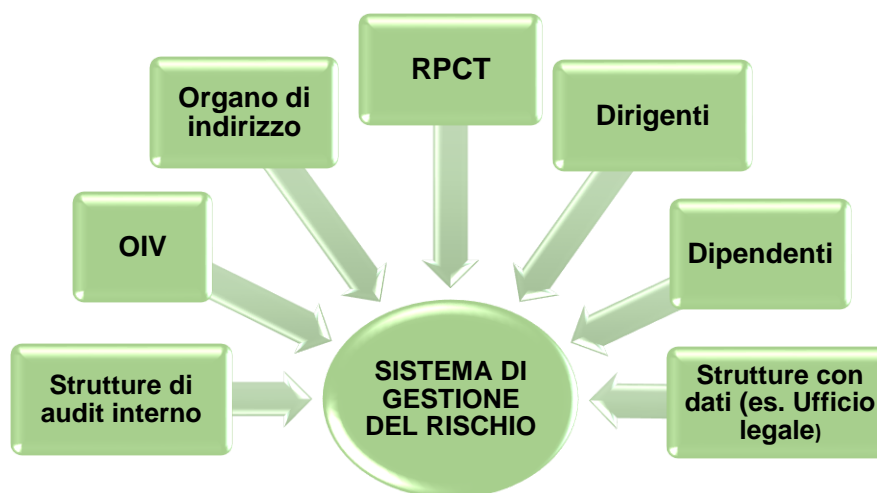 RPCT
Organo di
indirizzo
Dirigenti
OIV
Dipendenti
Strutture di
audit interno
SISTEMA DI
GESTIONE
DEL RISCHIO
Strutture con
dati (es. Ufficio
legale)